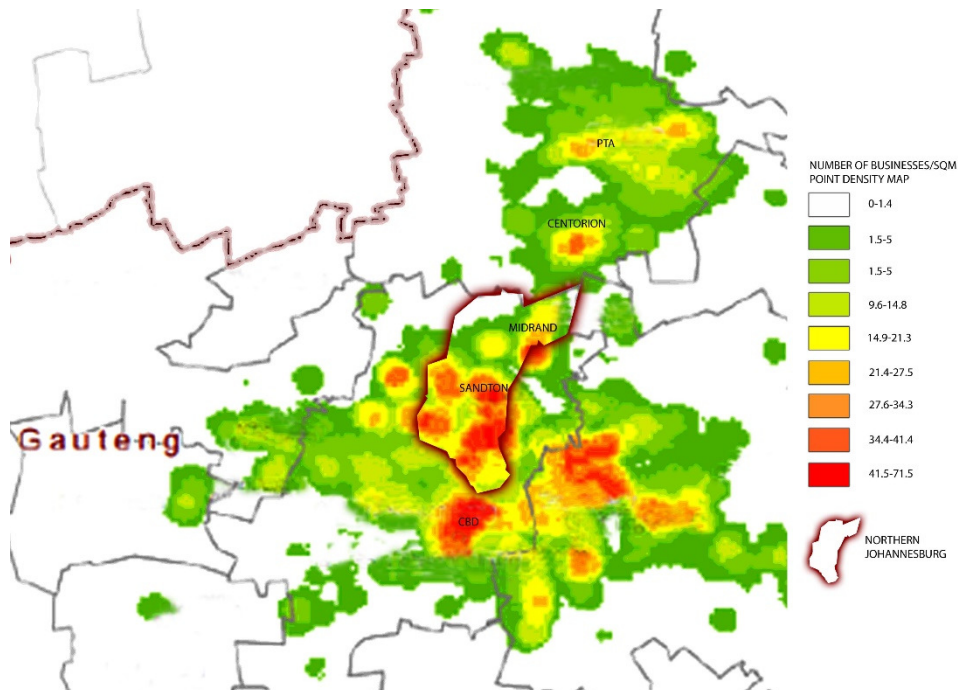 PTA
CENTORION
MIDRAND
SANDTON
Gauteng
CBD
NUMBER OF BUSINESSES/SQM
POINT DENSITY MAP
0-1.4
1.5-5
1.5-5
9.6-14.8
14.9-21.3
21.4-27.5
27.6-34.3
34.4-41.4
41.5-71.5
NORTHERN
JOHANNESBURG